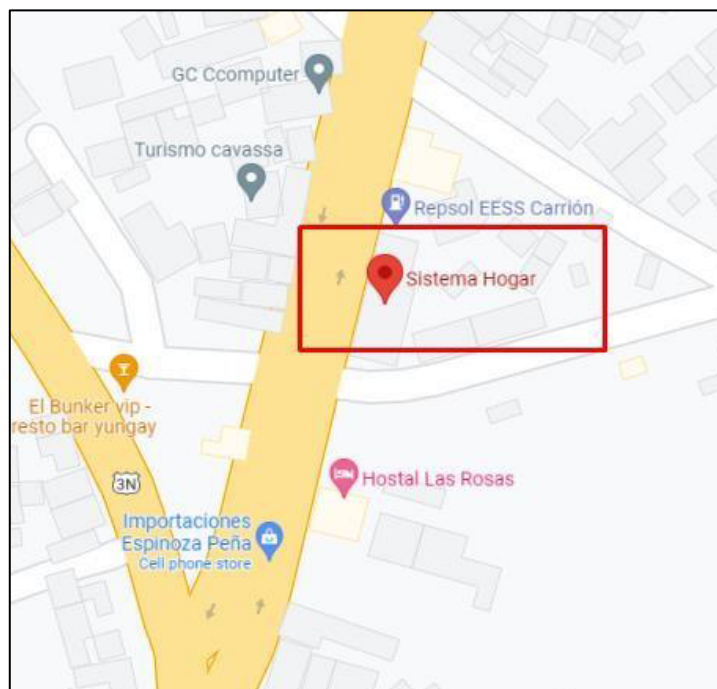 GC Ccomputer
Turismo cavassa
Repsol EESS Carrión
Sistema Hogar
El Bunker vip -
resto bar yungay
3N
Hostal Las Rosas
Importaciones
Espinoza Peña
Cell phone store